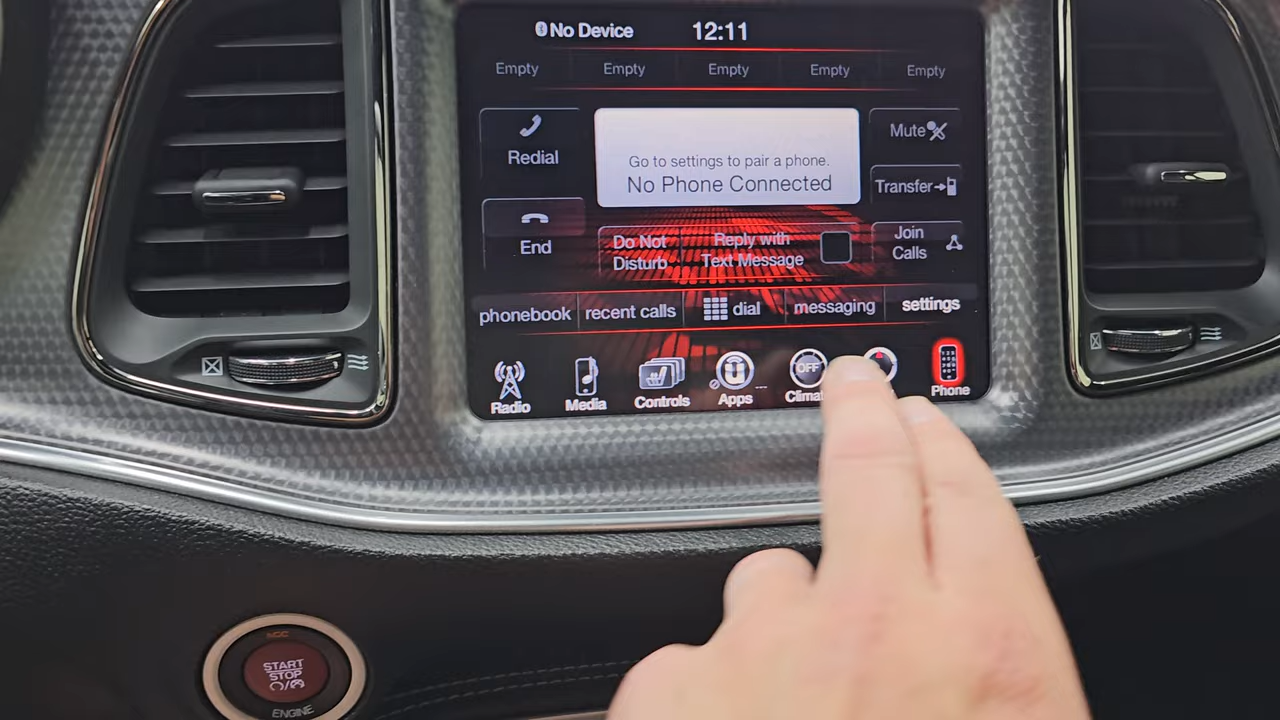 No Device 12:11
Empty Empty Empty Empty Empty
Redial
Go to settings to pair a phone.
No Phone Connected
Mute
Transfer
End
Do Not
Disturb
Reply with
Text Message
Join
Calls
phonebook recent calls dial messaging settings
OFF
Radio Media Controls Apps Phone
ACC
START
STOP
ENGINE